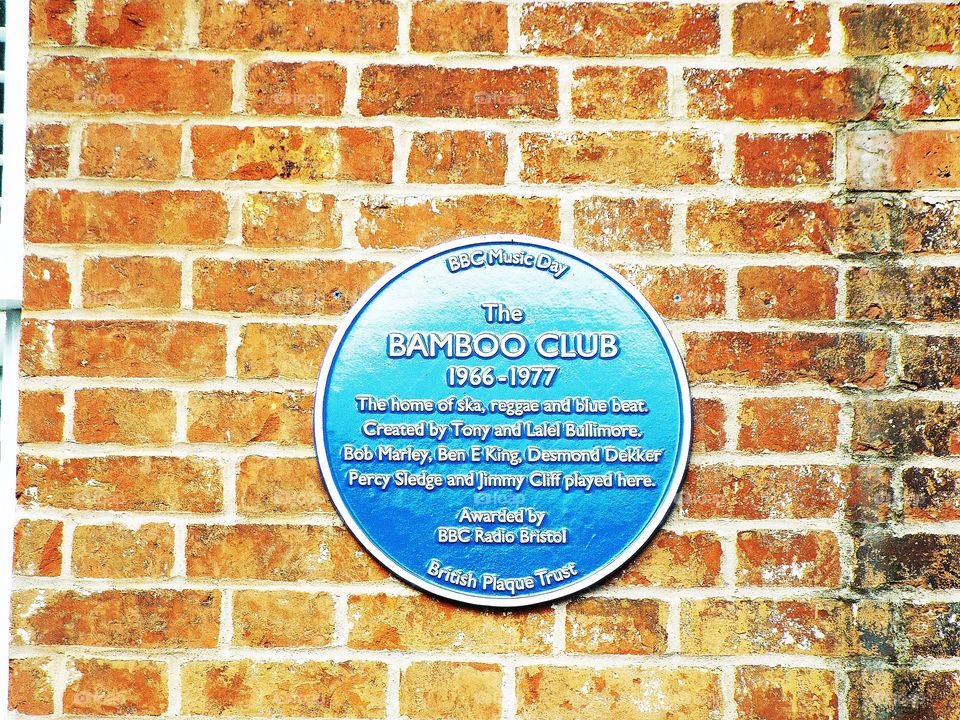 BBC Music Day
The
BAMBOO CLUB
1966-1977
The home of ska, reggae and blue beat.
Created by Tony and Lalel Bullimore.
Bob Marley, Ben E King, Desmond Dekker
Percy Sledge and Jimmy Cliff played here.
Awarded by
BBC Radio Bristol
British Plaque Trust